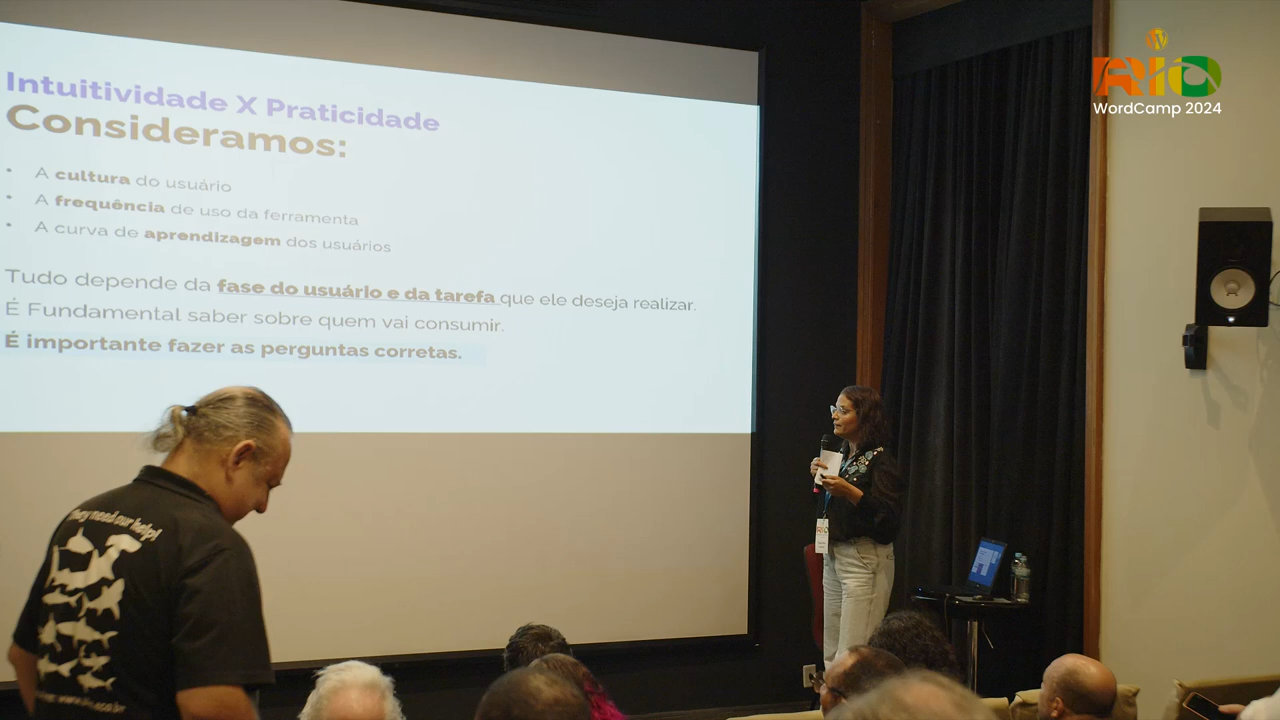 Intuitividade X Praticidade
Consideramos:
• A cultura do usuário
• A frequência de uso da ferramenta
• A curva de aprendizagem dos usuários
Tudo depende da fase do usuário e da tarefa que ele deseja realizar.
É Fundamental saber sobre quem vai consumir.
É importante fazer as perguntas corretas.
RiO
WordCamp 2024
They need our help!
RiO